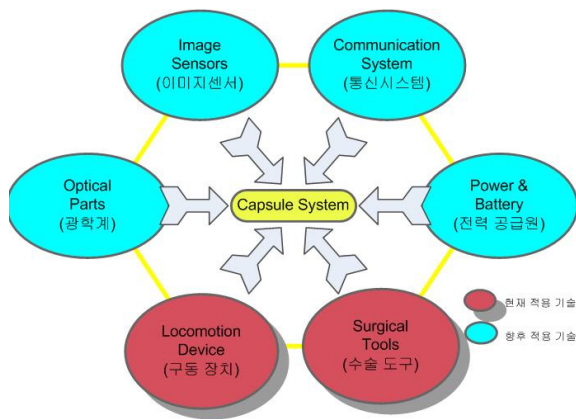 Image
Sensors
(이미지센서)
Communication
System
(통신시스템)
Optical
Parts
(광학계)
Capsule System
Power &
Battery
(전력 공급원)
Locomotion
Device
(구동 장치)
Surgical
Tools
(수술 도구)
현재 적용 기술
향후 적용 기술